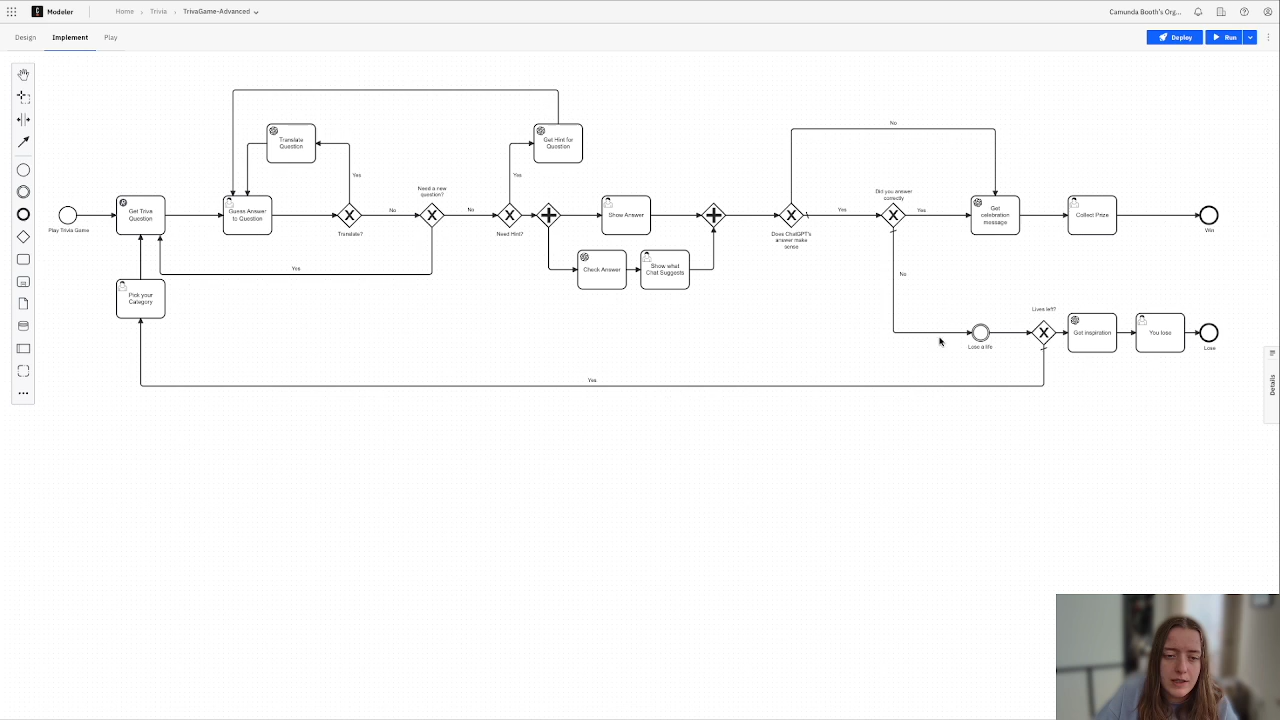 Modeler
Home
Trivia
TrivaGame-Advanced
Camunda Booth's Org...
Design
Implement
Play
Deploy
Run
No
Translate
Question
Get Hint for
Question
Yes
Yes
Need a new
question?
Did you answer
correctly
Get Trivia
Question
Guess Answer
to Question
No
No
Show Answer
Yes
Yes
Get
celebration
message
Collect Prize
Play Trivia Game
Translate?
Need Hint?
Does ChatGPT's
answer make
sense
Win
Yes
Check Answer
Show what
Chat Suggests
No
Pick your
Category
Lives left?
Get inspiration
You lose
Lose a life
Lose
Yes
Details